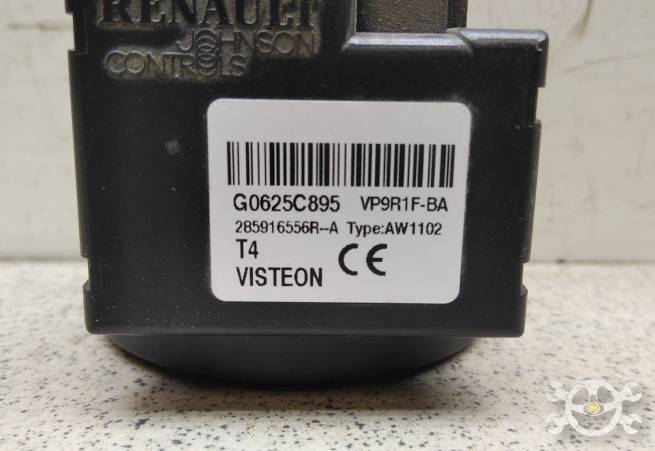 RENAULT
JOHNSON
CONTROLS
G0625C895 VP9R1F-BA
285916556R--A Type:AW1102
T4
VISTEON CE